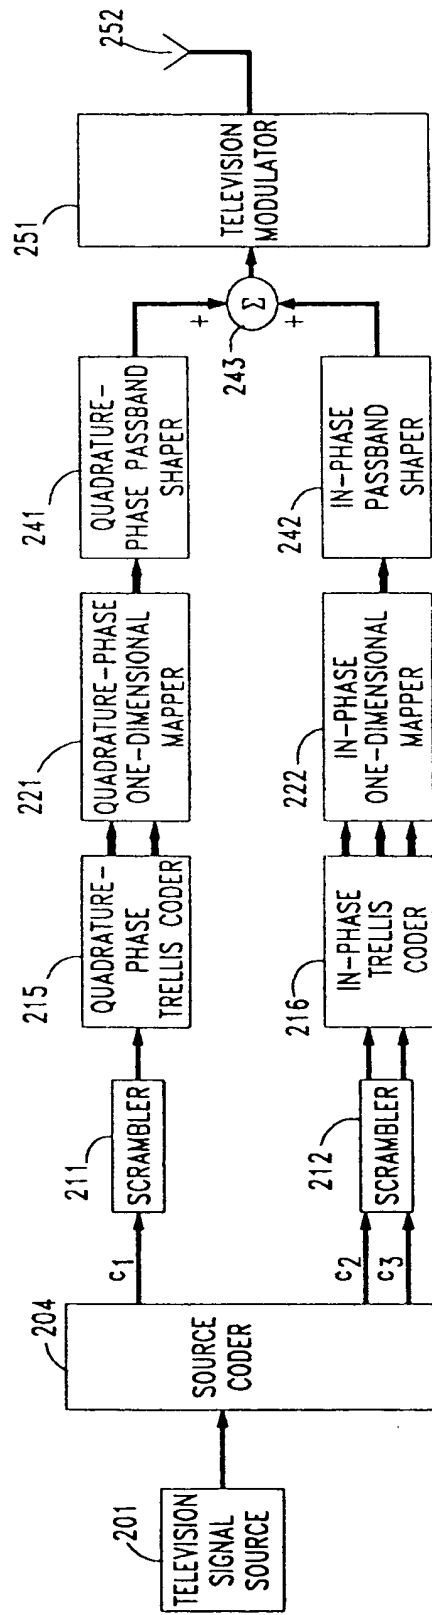 201
TELEVISION
SIGNAL
SOURCE
204
SOURCE
CODER
c1
c2
c3
211
SCRAMBLER
212
SCRAMBLER
215
QUADRATURE-
PHASE
TRELLIS CODER
216
IN-PHASE
TRELLIS
CODER
221
QUADRATURE-PHASE
ONE-DIMENSIONAL
MAPPER
222
IN-PHASE
ONE-DIMENSIONAL
MAPPER
241
QUADRATURE-
PHASE PASSBAND
SHAPER
242
IN-PHASE
PASSBAND
SHAPER
+
Σ
+
243
251
TELEVISION
MODULATOR
252